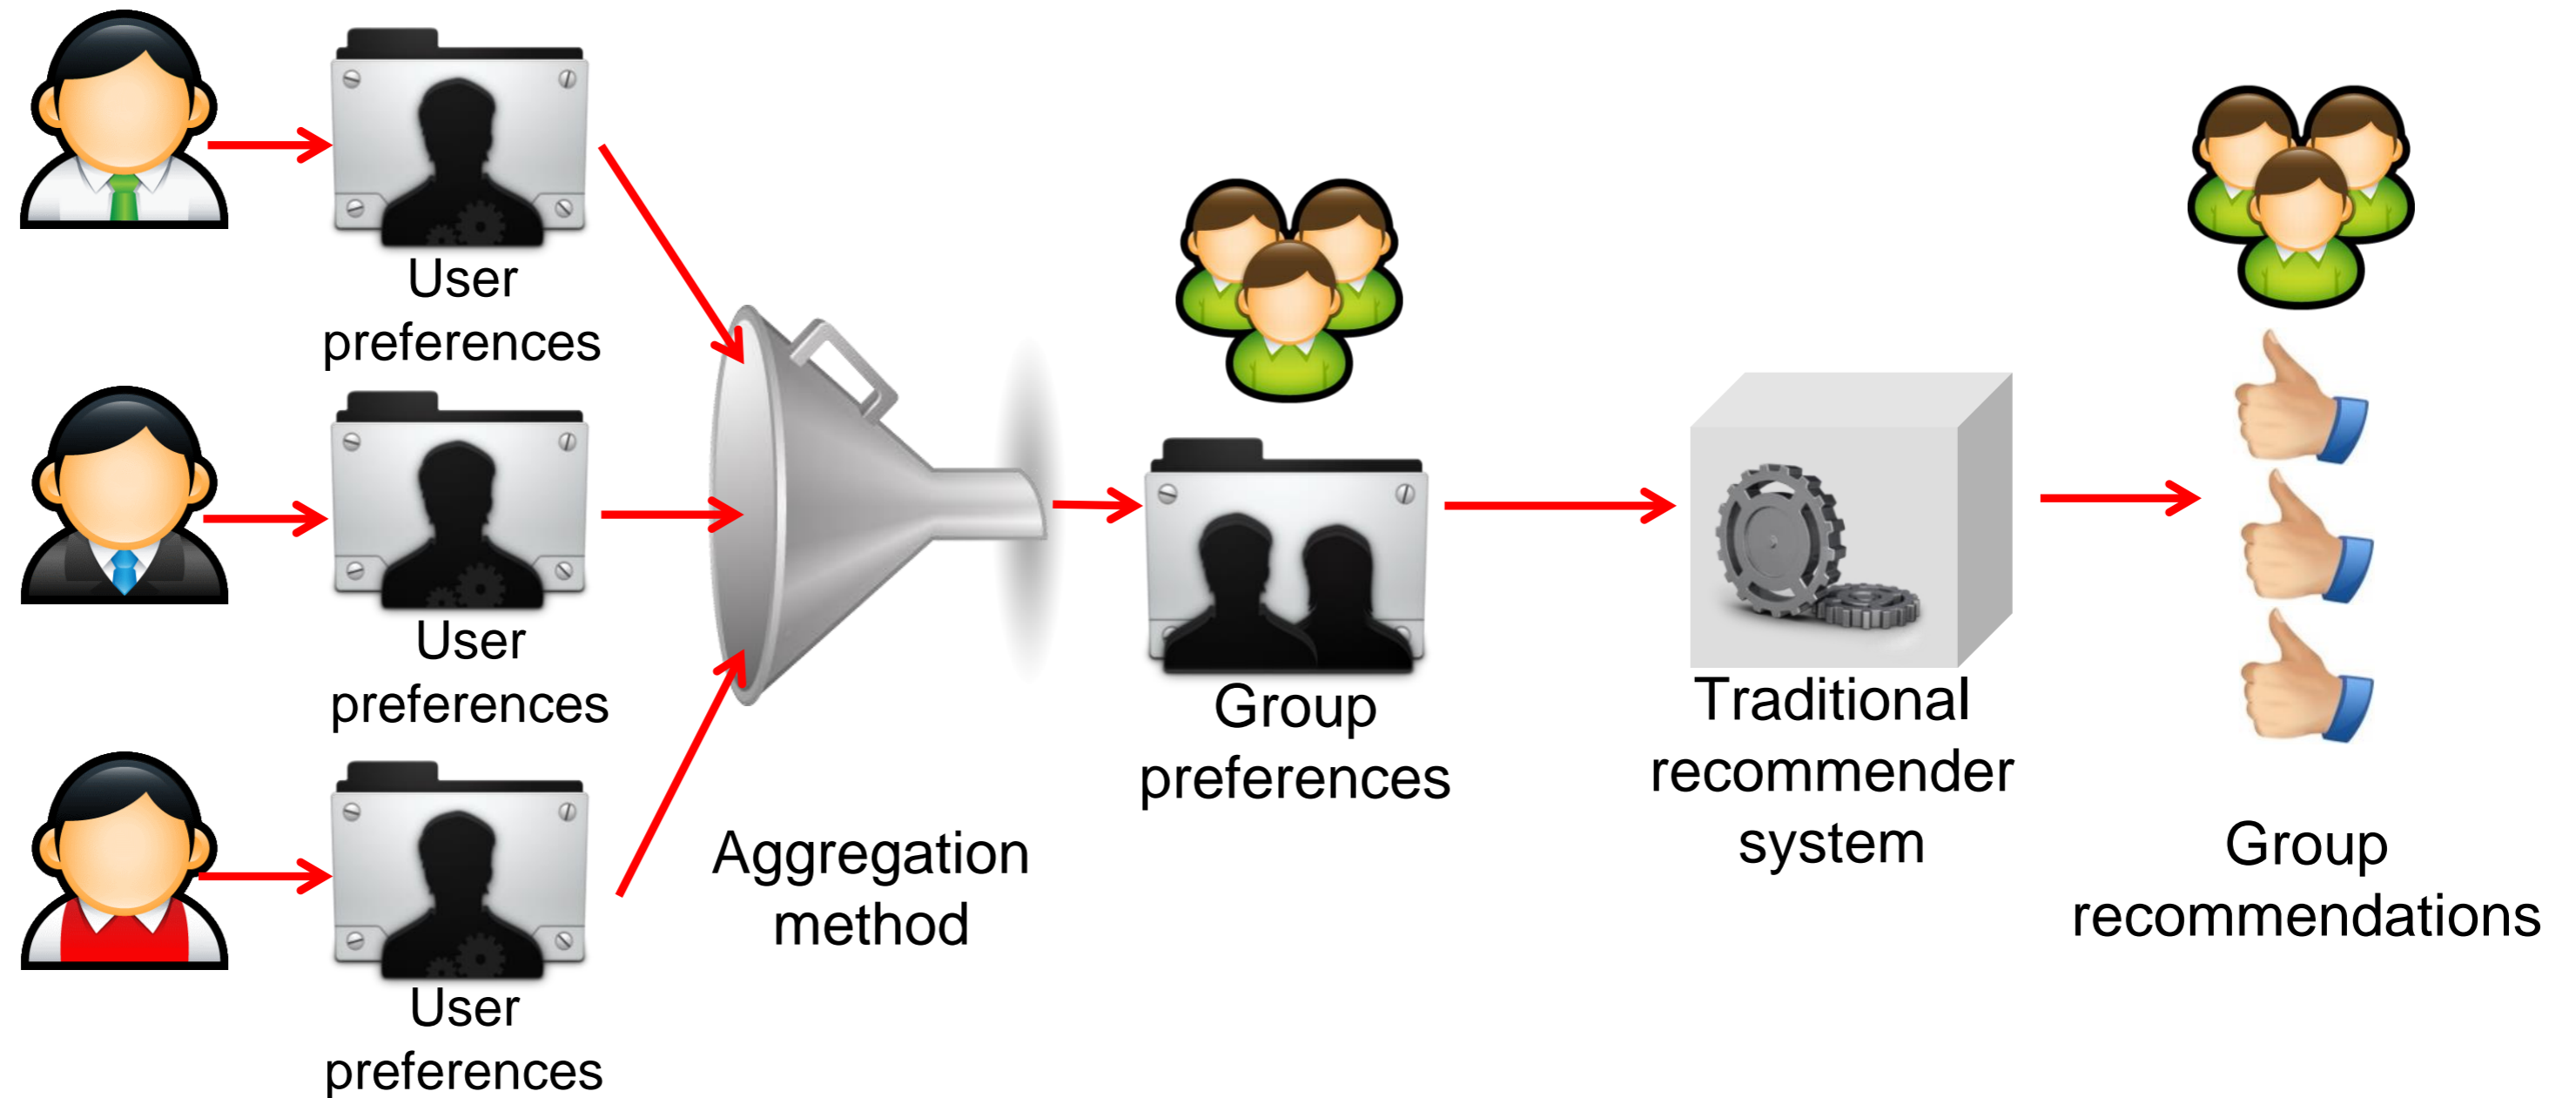 User
preferences
User
preferences
User
preferences
Aggregation
method
Group
preferences
Traditional
recommender
system
Group
recommendations